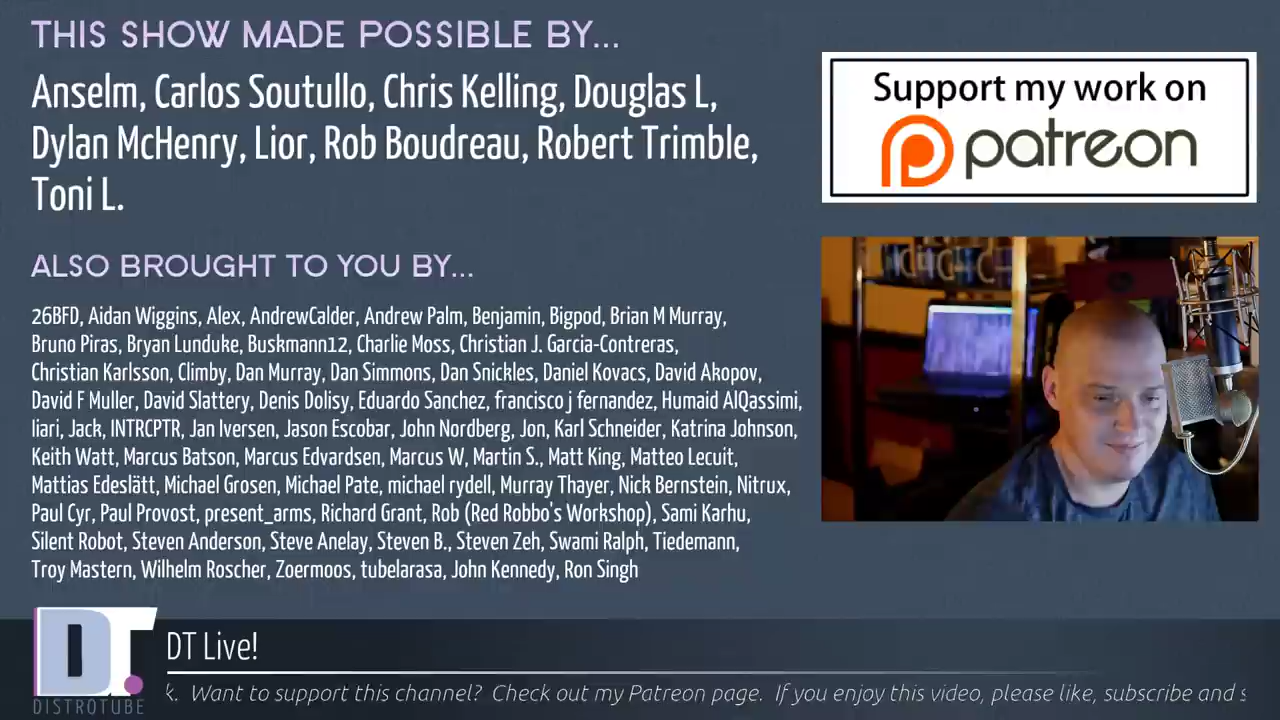 THIS SHOW MADE POSSIBLE BY...
Anselm, Carlos Soutullo, Chris Kelling, Douglas L,
Dylan McHenry, Lior, Rob Boudreau, Robert Trimble,
Toni L.
Support my work on
patreon
ALSO BROUGHT TO YOU BY...
26BFD, Aidan Wiggins, Alex, AndrewCalder, Andrew Palm, Benjamin, Bigpod, Brian M Murray,
Bruno Piras, Bryan Lunduke, Buskmann12, Charlie Moss, Christian J. Garcia-Contreras,
Christian Karlsson, Climby, Dan Murray, Dan Simmons, Dan Snickles, Daniel Kovacs, David Akopov,
David F Muller, David Slattery, Denis Dolisy, Eduardo Sanchez, francisco j fernandez, Humaid AlQassimi,
Iiari, Jack, INTRCPTR, Jan Iversen, Jason Escobar, John Nordberg, Jon, Karl Schneider, Katrina Johnson,
Keith Watt, Marcus Batson, Marcus Edvardsen, Marcus W, Martin S., Matt King, Matteo Lecuit,
Mattias Edeslätt, Michael Grosen, Michael Pate, michael rydell, Murray Thayer, Nick Bernstein, Nitrux,
Paul Cyr, Paul Provost, present_arms, Richard Grant, Rob (Red Robbo's Workshop), Sami Karhu,
Silent Robot, Steven Anderson, Steve Anelay, Steven B., Steven Zeh, Swami Ralph, Tiedemann,
Troy Mastern, Wilhelm Roscher, Zoermoos, tubelarasa, John Kennedy, Ron Singh
DT
DISTROTUBE
DT Live!
k. Want to support this channel? Check out my Patreon page. If you enjoy this video, please like, subscribe and s